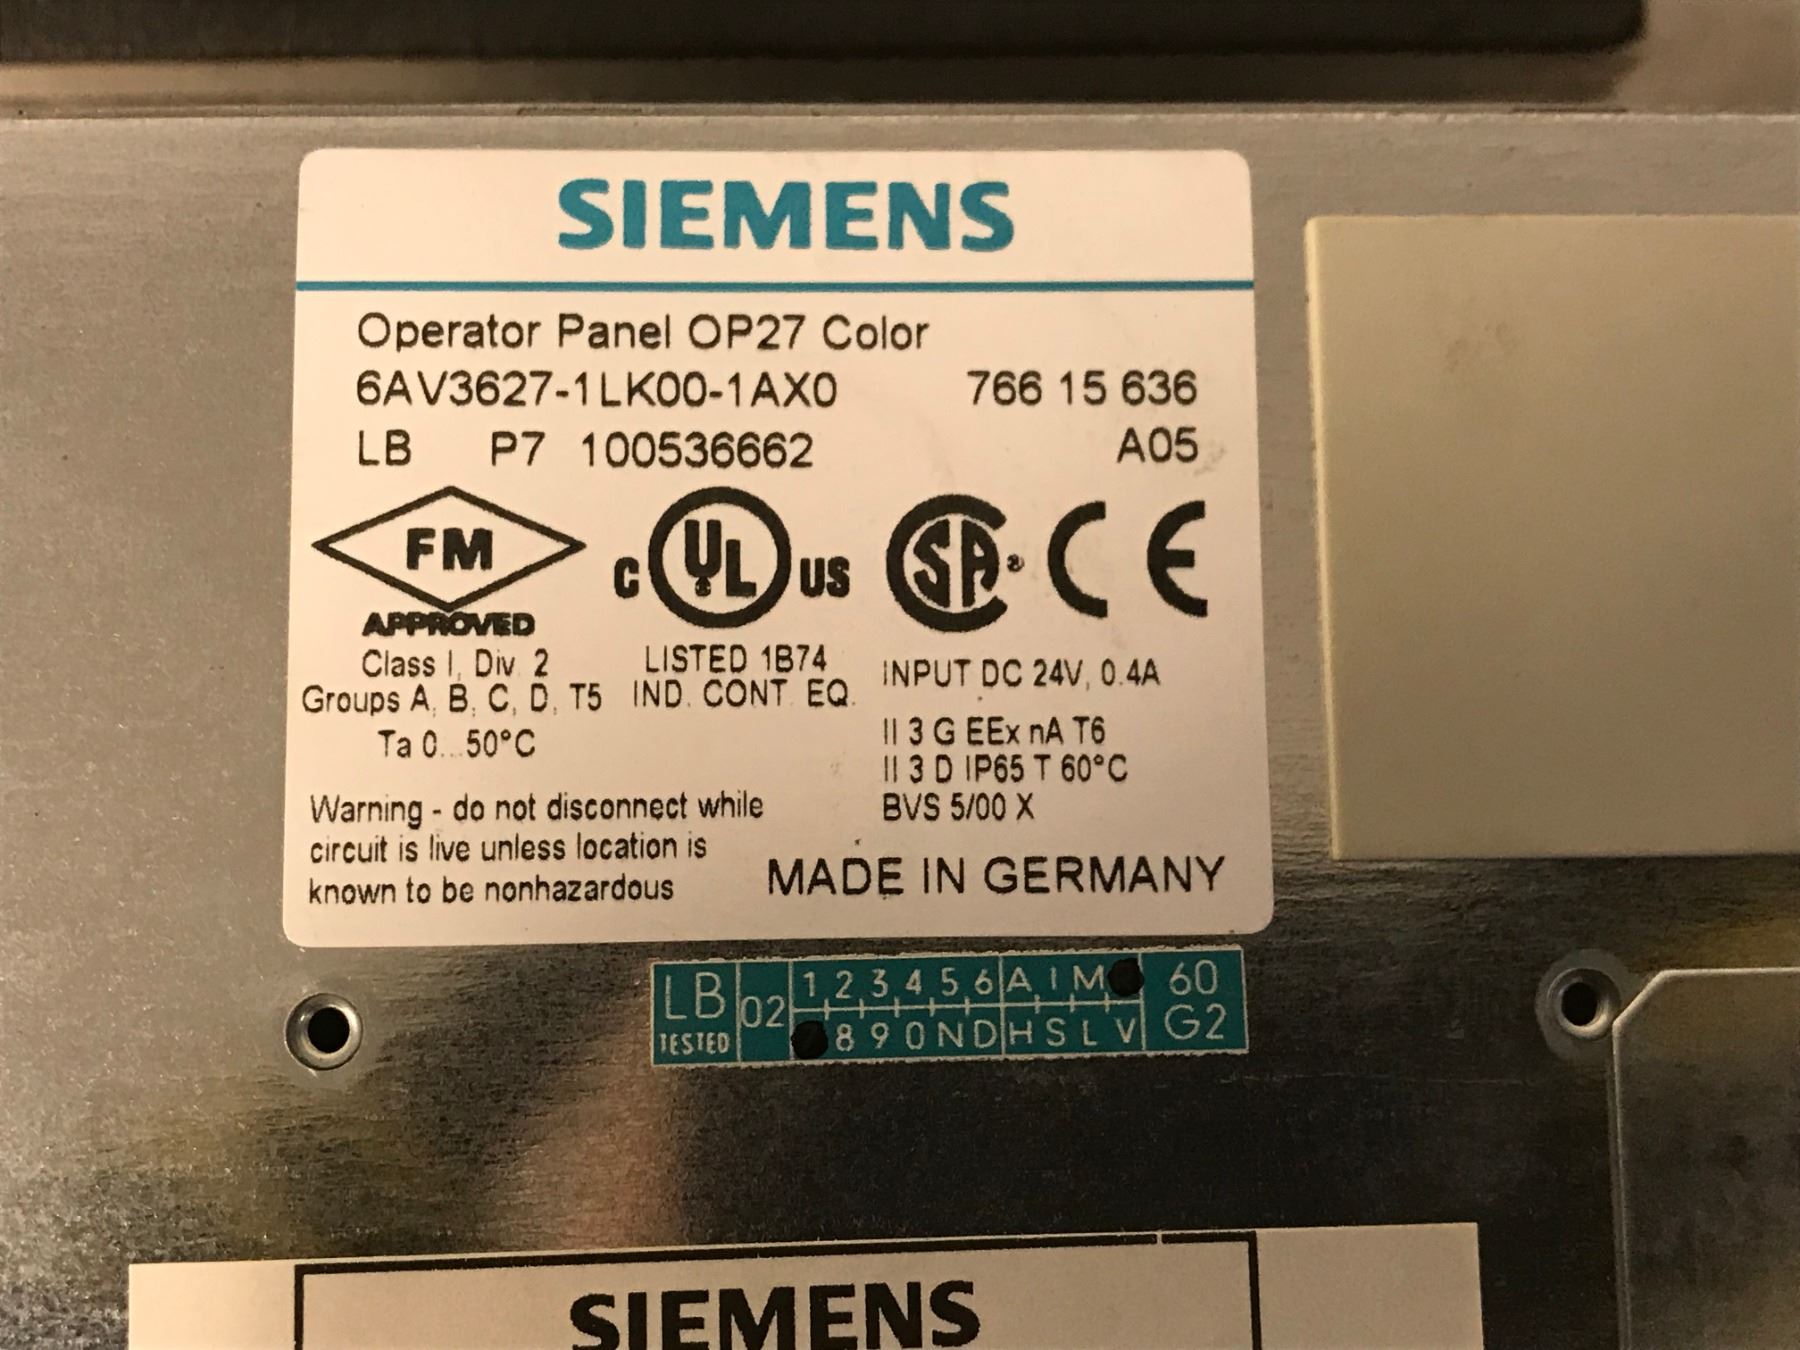 SIEMENS
Operator Panel OP27 Color
6AV3627-1LK00-1AX0 766 15 636
LB P7 100536662 A05
FM
APPROVED
C UL US
SA® CE
Class I, Div. 2
Groups A, B, C, D, T5
Ta 0...50°C
LISTED 1B74
IND. CONT. EQ.
INPUT DC 24V, 0.4A
II 3 G EEx nA T6
II 3 D IP65 T 60°C
BVS 5/00 X
Warning - do not disconnect while
circuit is live unless location is
known to be nonhazardous
MADE IN GERMANY
LB 02 1 2 3 4 5 6 A I M 60
TESTED 8 9 0 N D H S L V G2
SIEMENS